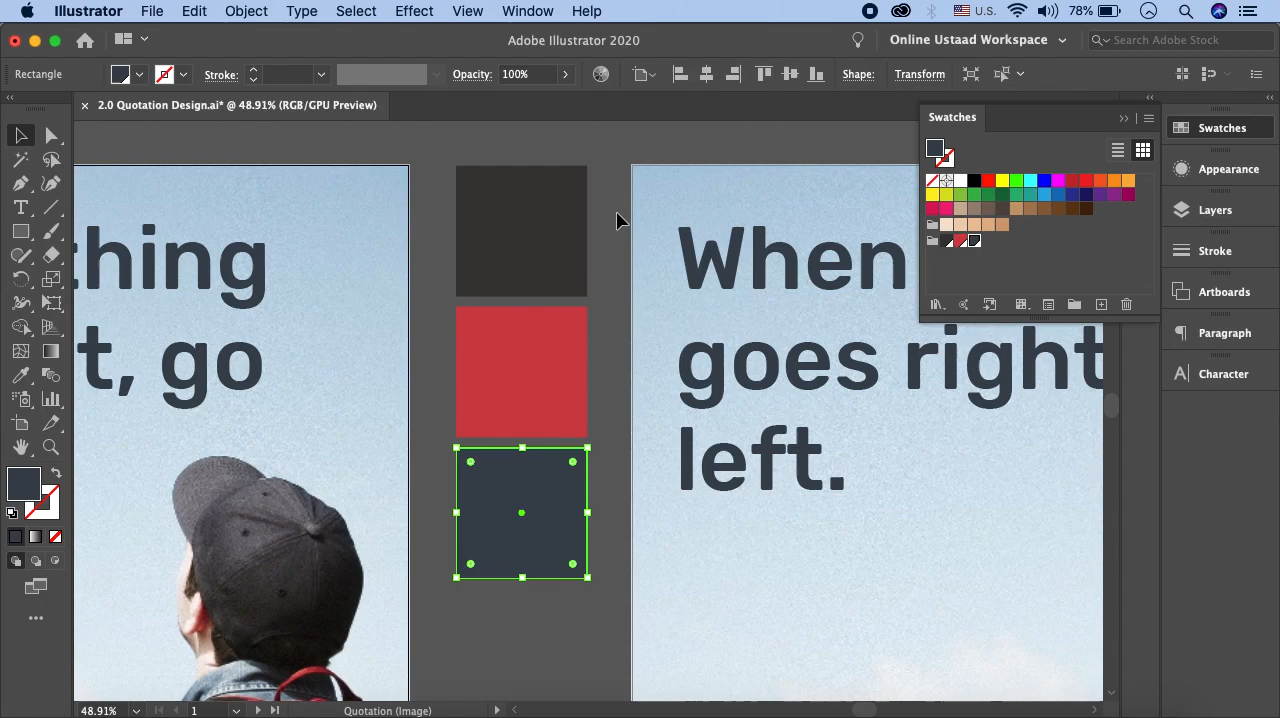 Illustrator File Edit Object Type Select Effect View Window Help U.S. 78%
Adobe Illustrator 2020 Online Ustaad Workspace Search Adobe Stock
Rectangle Stroke: Opacity: 100% Shape: Transform
2.0 Quotation Design.ai* @ 48.91% (RGB/GPU Preview)
Swatches
Swatches
Appearance
Layers
Stroke
Artboards
Paragraph
Character
thing
t, go
When
goes right
left.
48.91% 1 Quotation (Image)